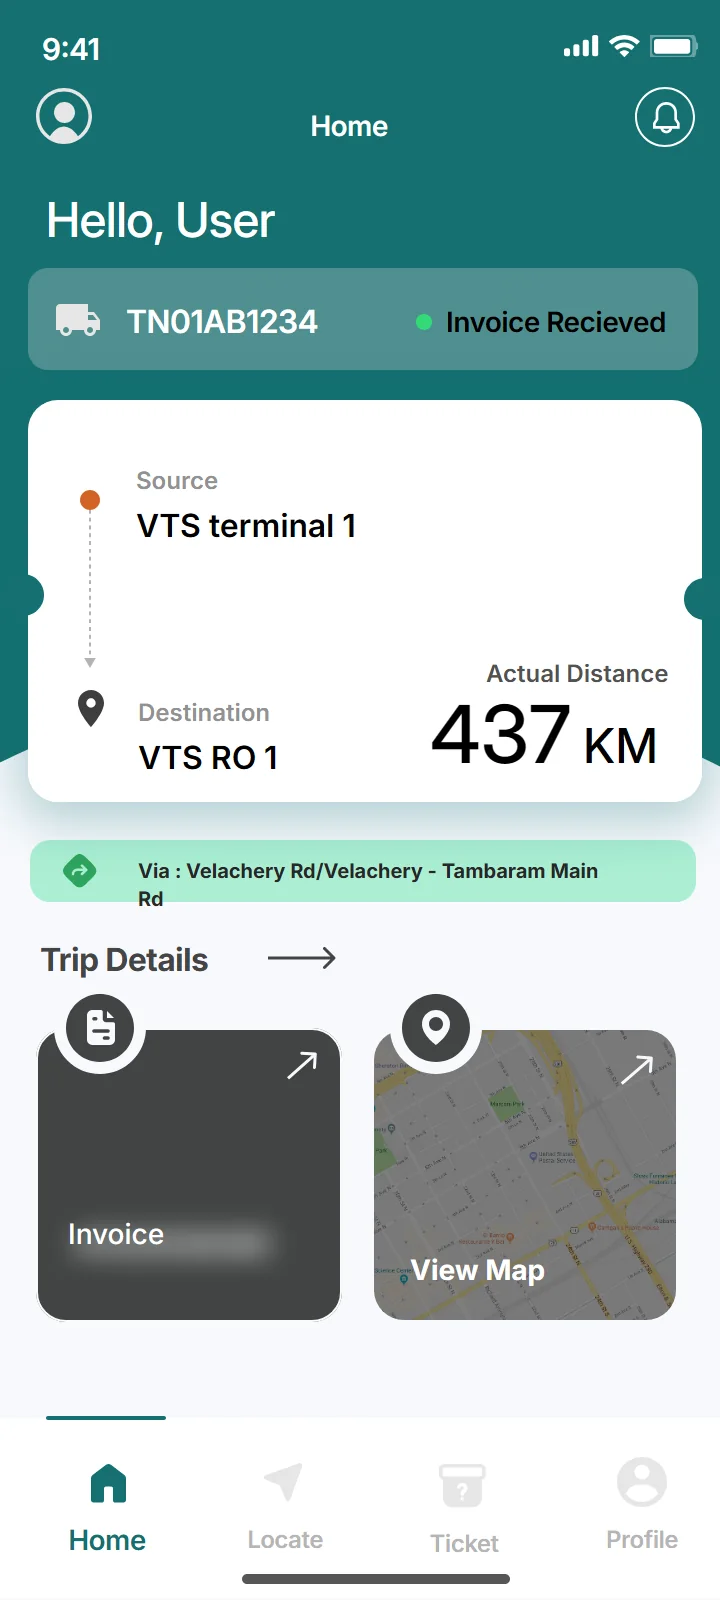 9:41
Home
Hello, User
TN01AB1234
Invoice Recieved
Source
VTS terminal 1
Actual Distance
437 KM
Destination
VTS RO 1
Via : Velachery Rd/Velachery - Tambaram Main
Rd
Trip Details
Invoice
View Map
Home
Locate
Ticket
Profile